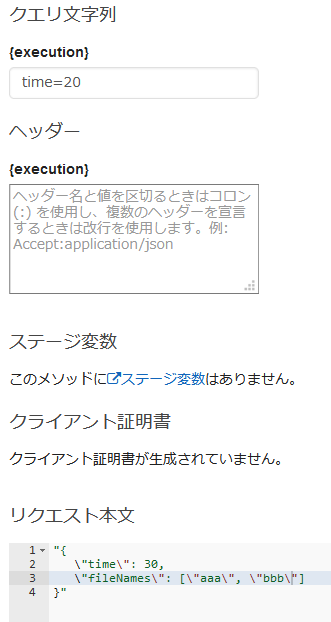 クエリ文字列
{execution}
time=20
ヘッダー
{execution}
ヘッダー名と値を区切るときはコロン
(:) を使用し、複数のヘッダーを宣言
するときは改行を使用します。例:
Accept:application/json
ステージ変数
このメソッドにステージ変数はありません。
クライアント証明書
クライアント証明書が生成されていません。
リクエスト本文
1 "{
2 \"time\": 30,
3 \"fileNames\": [\"aaa\", \"bbb\"]
4 }"